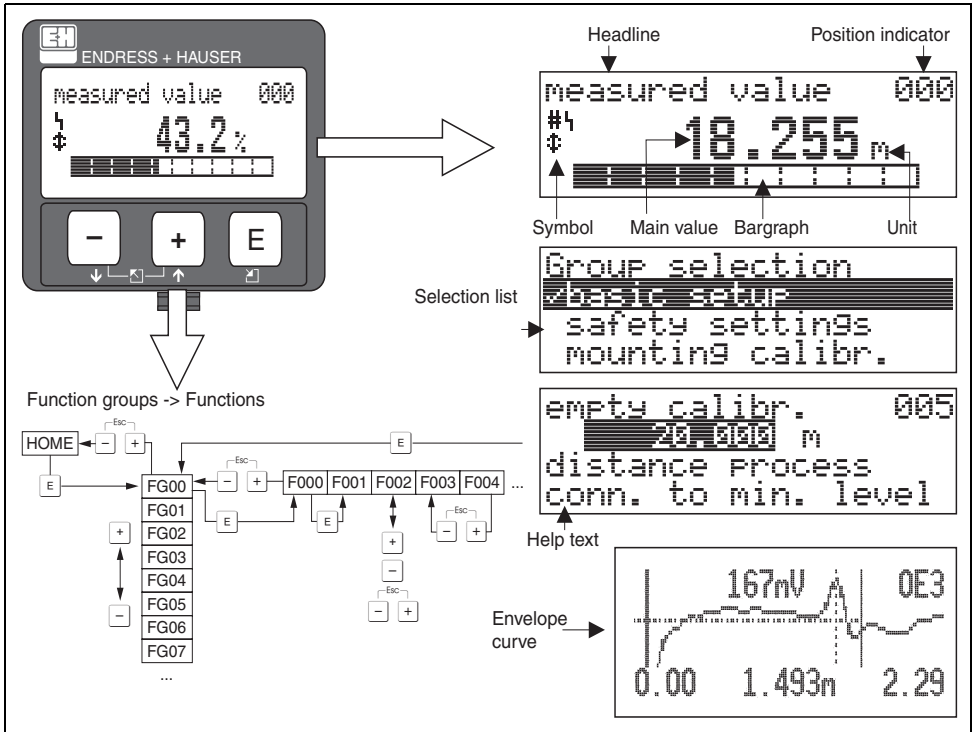 E+H
ENDRESS + HAUSER
measured value 000
43.2 %
– + E
Headline Position indicator
measured value 000
18.255 m
Symbol Main value Bargraph Unit
Selection list
Group selection
basic setup
safety settings
mounting calibr.
empty calibr. 005
20.000 m
distance process
conn. to min. level
Help text
Envelope
curve
167mV 0E3
0.00 1.493m 2.29
Function groups -> Functions
Esc
HOME – +
E
E
Esc
– +
FG00
FG01
FG02
FG03
FG04
FG05
FG06
FG07
...
+
–
E
F000 F001 F002 F003 F004 ...
E
+
–
Esc
– +
Esc
– +